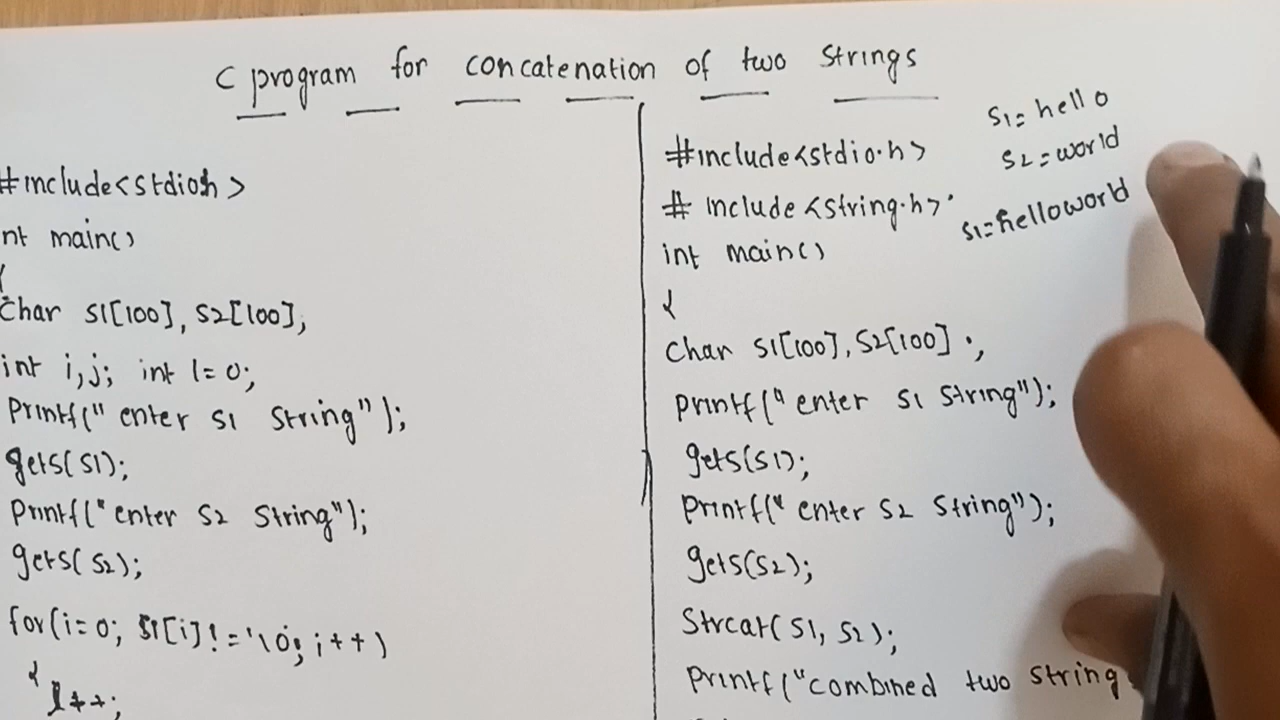 C program for concatenation of two strings
#include<stdio.h>
nt main()
{
char s1[100], s2[100];
int i,j; int l=0;
printf(" enter s1 string");
gets(s1);
printf("enter s2 string");
gets(s2);
for(i=0; s1[i]!='\0'; i++)
{
l++;
#include<stdio.h>
# include <string.h>
int main()
{
char s1[100], s2[100];
printf(" enter s1 string");
gets(s1);
printf(" enter s2 string");
gets(s2);
strcat(s1, s2);
printf("combined two string
s1= hello
s2 = world
s1=helloworld